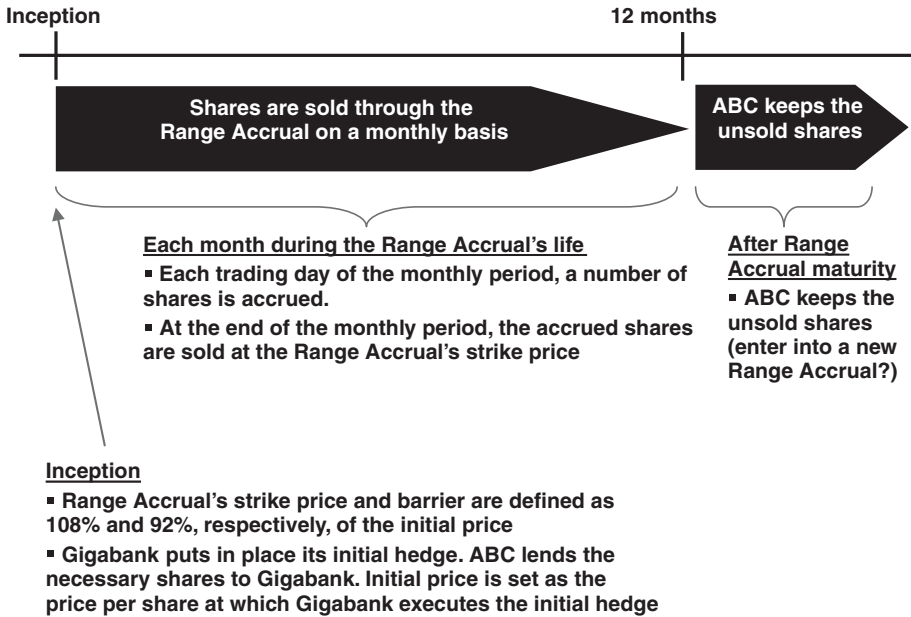 Inception
12 months
Shares are sold through the
Range Accrual on a monthly basis
ABC keeps the
unsold shares
Each month during the Range Accrual's life
▪ Each trading day of the monthly period, a number of
shares is accrued.
▪ At the end of the monthly period, the accrued shares
are sold at the Range Accrual's strike price
After Range
Accrual maturity
▪ ABC keeps the
unsold shares
(enter into a new
Range Accrual?)
Inception
▪ Range Accrual's strike price and barrier are defined as
108% and 92%, respectively, of the initial price
▪ Gigabank puts in place its initial hedge. ABC lends the
necessary shares to Gigabank. Initial price is set as the
price per share at which Gigabank executes the initial hedge